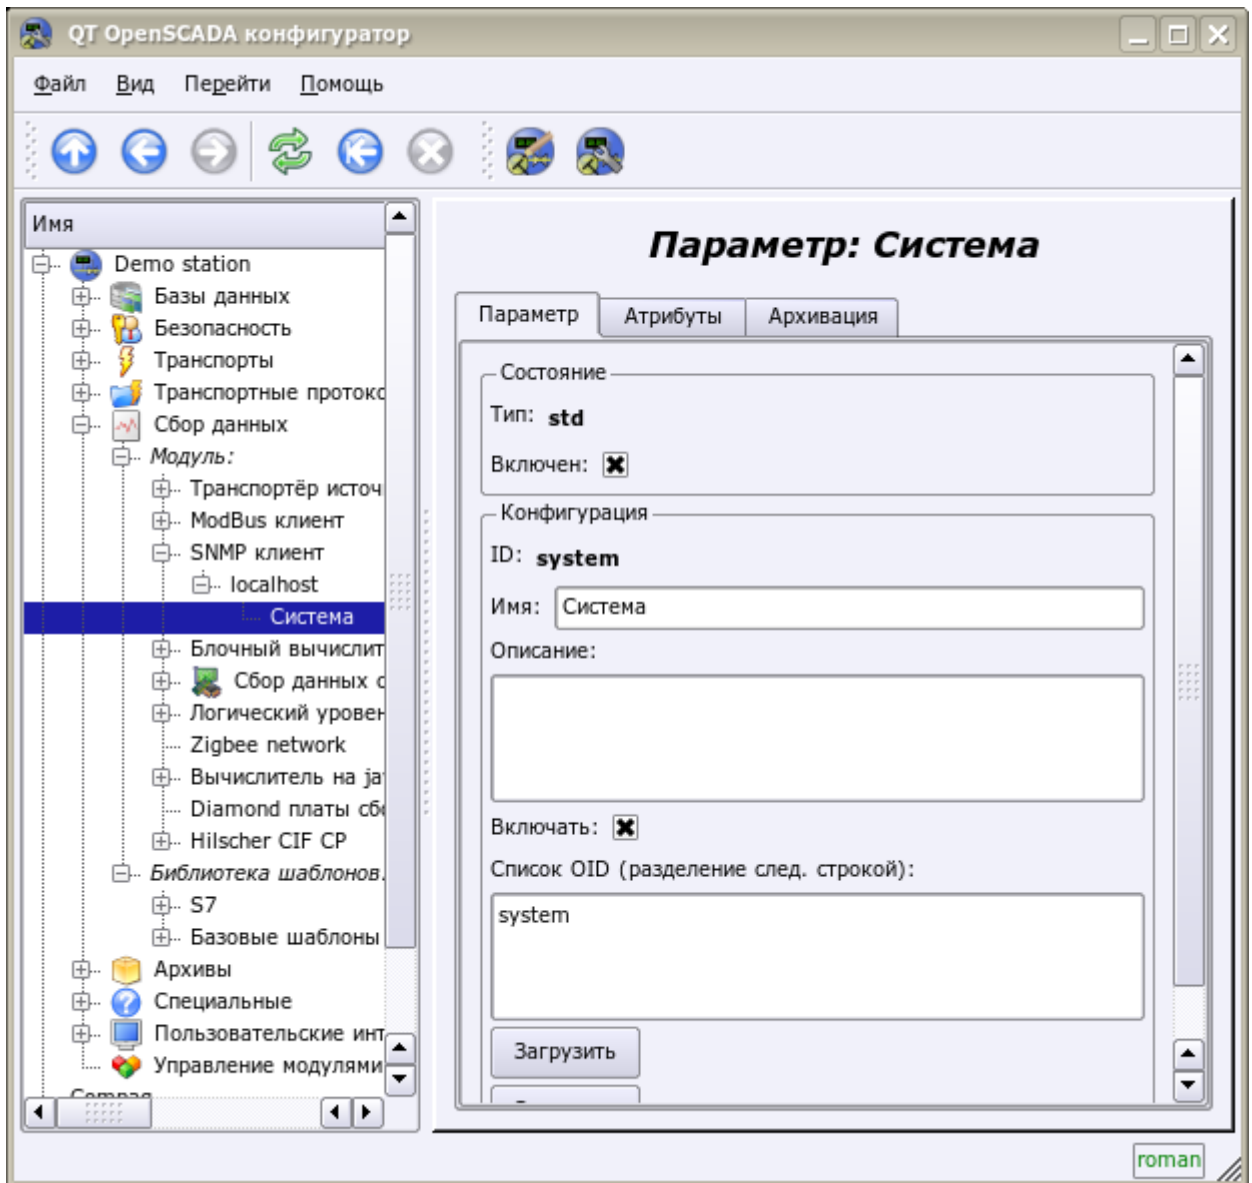 QT OpenSCADA конфигуратор
Файл Вид Перейти Помощь
Имя
Demo station
Базы данных
Безопасность
Транспорты
Транспортные протокс
Сбор данных
Модуль:
Транспортёр источ
ModBus клиент
SNMP клиент
localhost
Система
Блочный вычислит
Сбор данных с
Логический уровен
Zigbee network
Вычислитель на ja
Diamond платы сбо
Hilscher CIF CP
Библиотека шаблонов.
S7
Базовые шаблоны
Архивы
Специальные
Пользовательские инт
Управление модулями
Параметр: Система
Параметр Атрибуты Архивация
Состояние
Тип: std
Включен:
Конфигурация
ID: system
Имя: Система
Описание:
Включать:
Список OID (разделение след. строкой):
system
Загрузить
roman